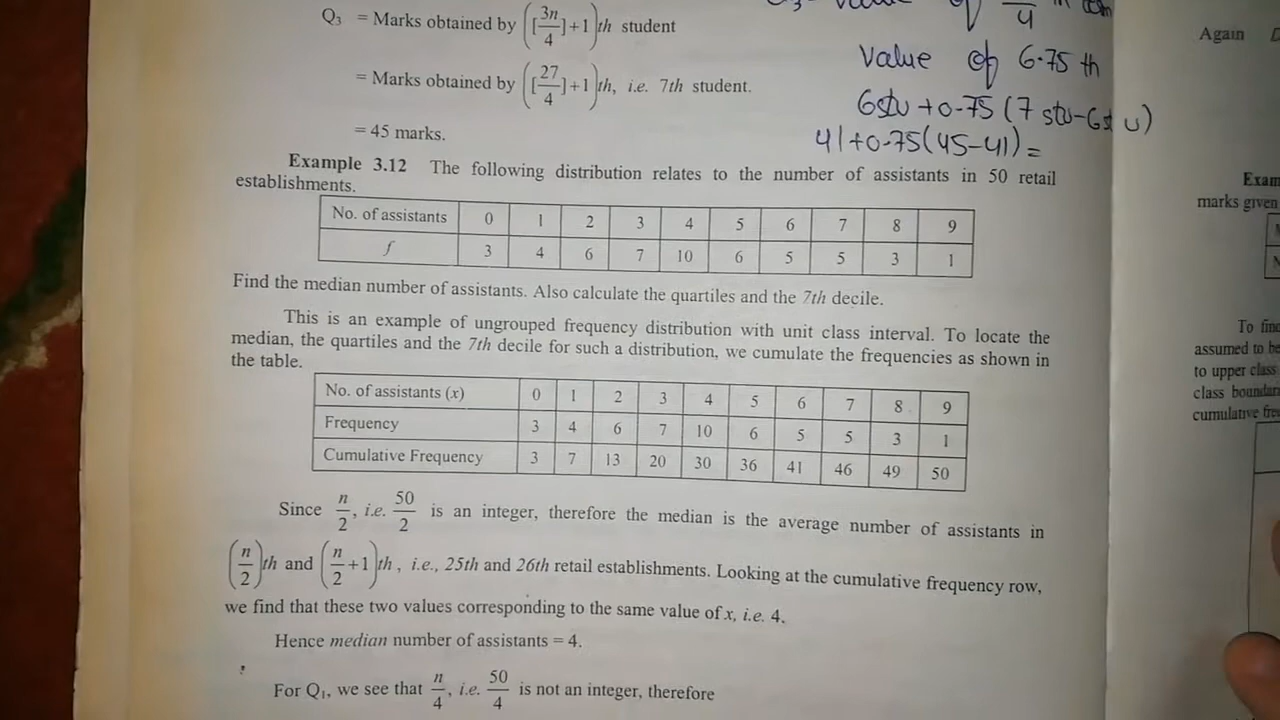 Q₃ = Marks obtained by ([3n/4]+1)th student
= Marks obtained by ([27/4]+1)th, i.e. 7th student.
= 45 marks.
value of 6.75 th
6stu +0.75 (7 stu-6st u)
41+0.75(45-41) =
Example 3.12 The following distribution relates to the number of assistants in 50 retail
establishments.
No. of assistants 0 1 2 3 4 5 6 7 8 9
f 3 4 6 7 10 6 5 5 3 1
Find the median number of assistants. Also calculate the quartiles and the 7th decile.
This is an example of ungrouped frequency distribution with unit class interval. To locate the
median, the quartiles and the 7th decile for such a distribution, we cumulate the frequencies as shown in
the table.
No. of assistants (x) 0 1 2 3 4 5 6 7 8 9
Frequency 3 4 6 7 10 6 5 5 3 1
Cumulative Frequency 3 7 13 20 30 36 41 46 49 50
Since n/2, i.e. 50/2 is an integer, therefore the median is the average number of assistants in
(n/2)th and (n/2+1)th, i.e., 25th and 26th retail establishments. Looking at the cumulative frequency row,
we find that these two values corresponding to the same value of x, i.e. 4.
Hence median number of assistants = 4.
For Q₁, we see that n/4, i.e. 50/4 is not an integer, therefore
Again
marks given
assumed to be
to upper class